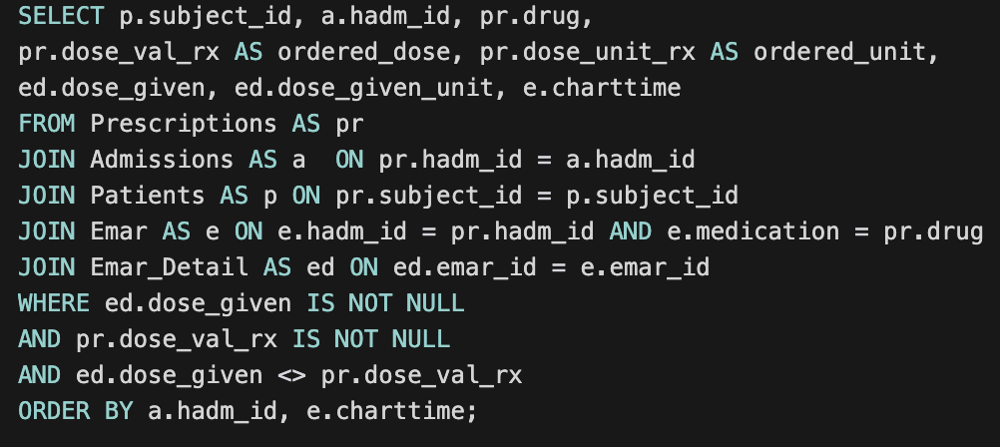 SELECT p.subject_id, a.hadm_id, pr.drug,
pr.dose_val_rx AS ordered_dose, pr.dose_unit_rx AS ordered_unit,
ed.dose_given, ed.dose_given_unit, e.charttime
FROM Prescriptions AS pr
JOIN Admissions AS a  ON pr.hadm_id = a.hadm_id
JOIN Patients AS p ON pr.subject_id = p.subject_id
JOIN Emar AS e ON e.hadm_id = pr.hadm_id AND e.medication = pr.drug
JOIN Emar_Detail AS ed ON ed.emar_id = e.emar_id
WHERE ed.dose_given IS NOT NULL
AND pr.dose_val_rx IS NOT NULL
AND ed.dose_given <> pr.dose_val_rx
ORDER BY a.hadm_id, e.charttime;